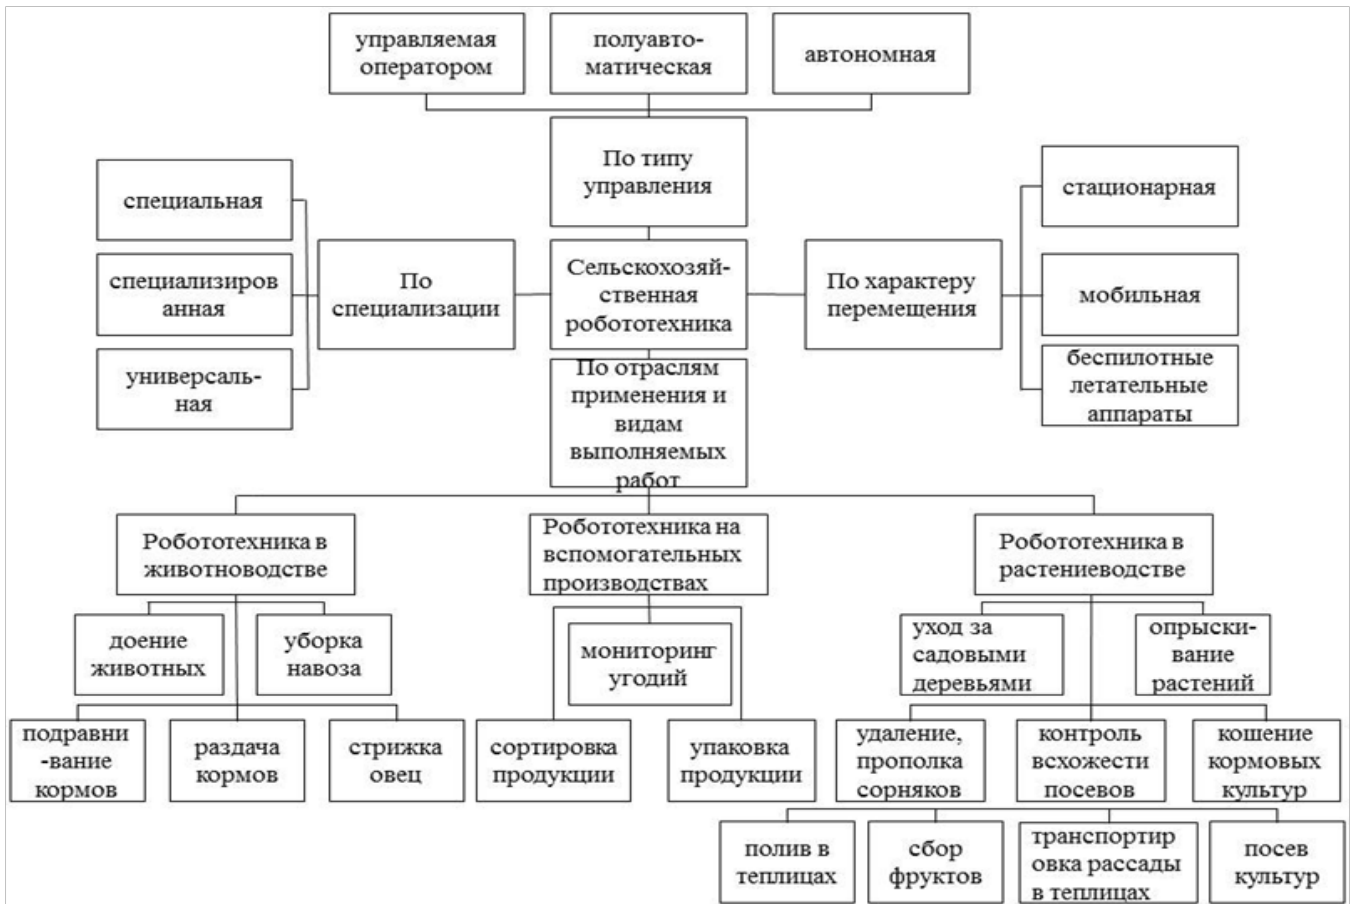 управляемая
оператором
полуавто-
матическая
автономная
По типу
управления
специальная
специализиров
анная
универсаль-
ная
По
специализации
Сельскохозяй-
ственная
робототехника
По характеру
перемещения
стационарная
мобильная
беспилотные
летательные
аппараты
По отраслям
применения и
видам
выполняемых
работ
Робототехника в
животноводстве
Робототехника на
вспомогательных
производствах
Робототехника в
растениеводстве
доение
животных
уборка
навоза
мониторинг
угодий
уход за
садовыми
деревьями
опрыски-
вание
растений
подравни
-вание
кормов
раздача
кормов
стрижка
овец
сортировка
продукции
упаковка
продукции
удаление,
прополка
сорняков
контроль
всхожести
посевов
кошение
кормовых
культур
полив в
теплицах
сбор
фруктов
транспортир
овка рассады
в теплицах
посев
культур